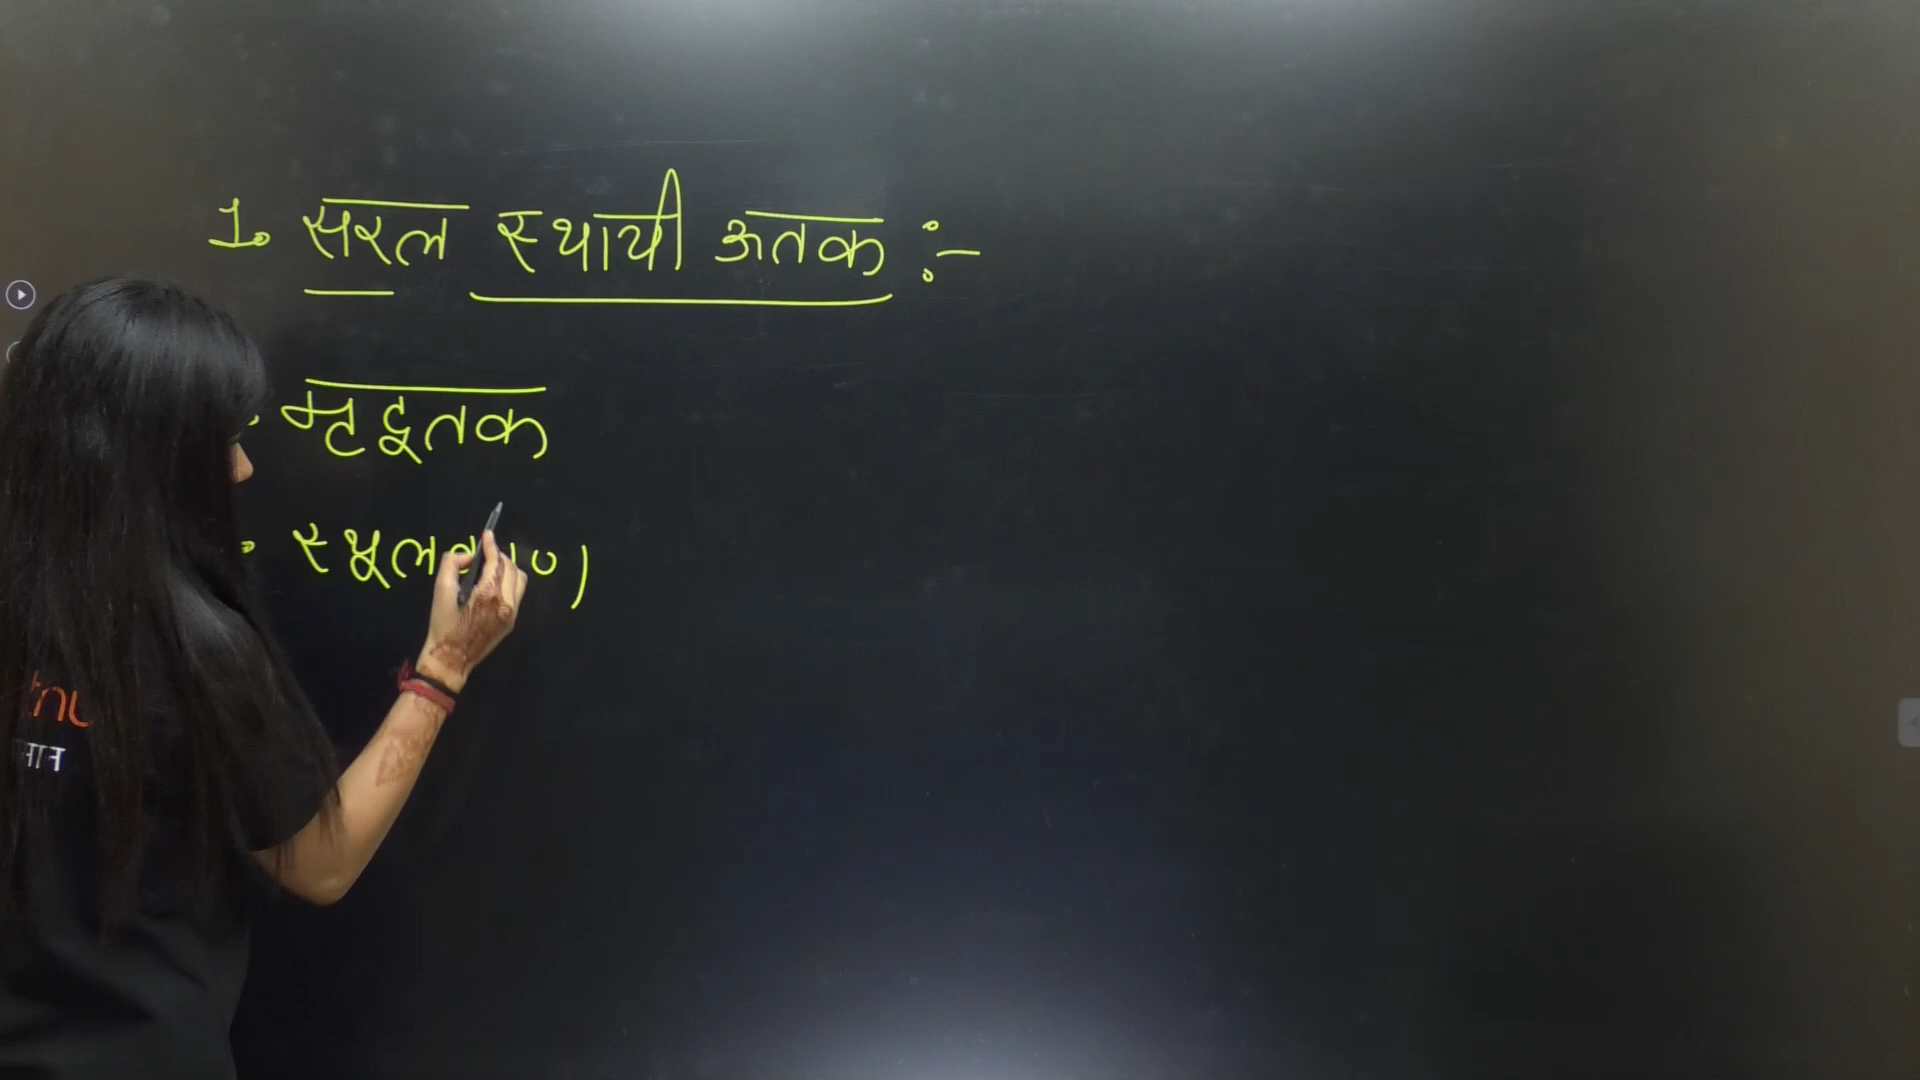 1. सरल स्थायी ऊतक :-
• मृदूतक
•